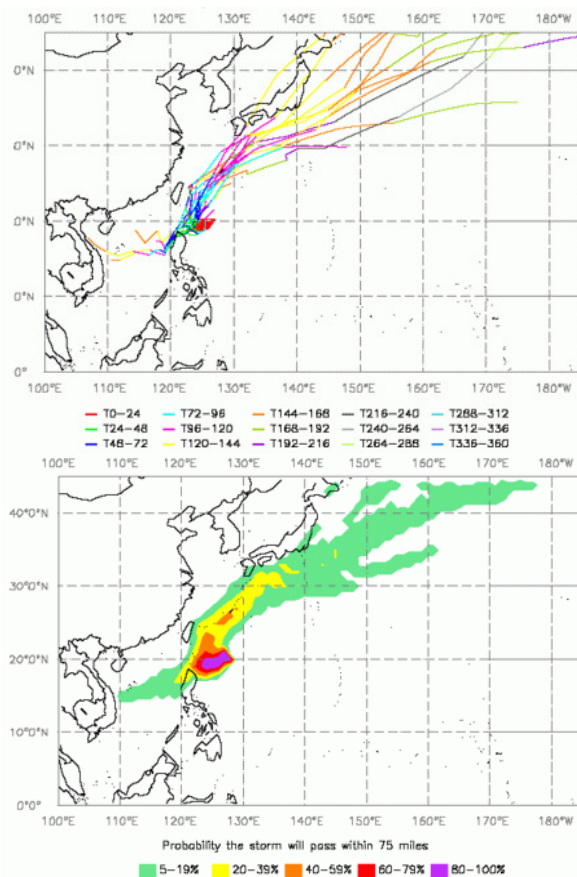 0°N
0°N
0°N
0°N
0°
100°E 110°E 120°E 130°E 140°E 150°E 160°E 170°E 180°W
T0-24 T72-96 T144-168 T216-240 T288-312
T24-48 T96-120 T168-192 T240-264 T312-336
T48-72 T120-144 T192-216 T264-288 T336-360
100°E 110°E 120°E 130°E 140°E 150°E 160°E 170°E 180°W
40°0'N
30°0'N
20°0'N
10°0'N
0°0'
100°E 110°E 120°E 130°E 140°E 150°E 160°E 170°E 180°W
Probability the storm will pass within 75 miles
5-19% 20-39% 40-59% 60-79% 80-100%